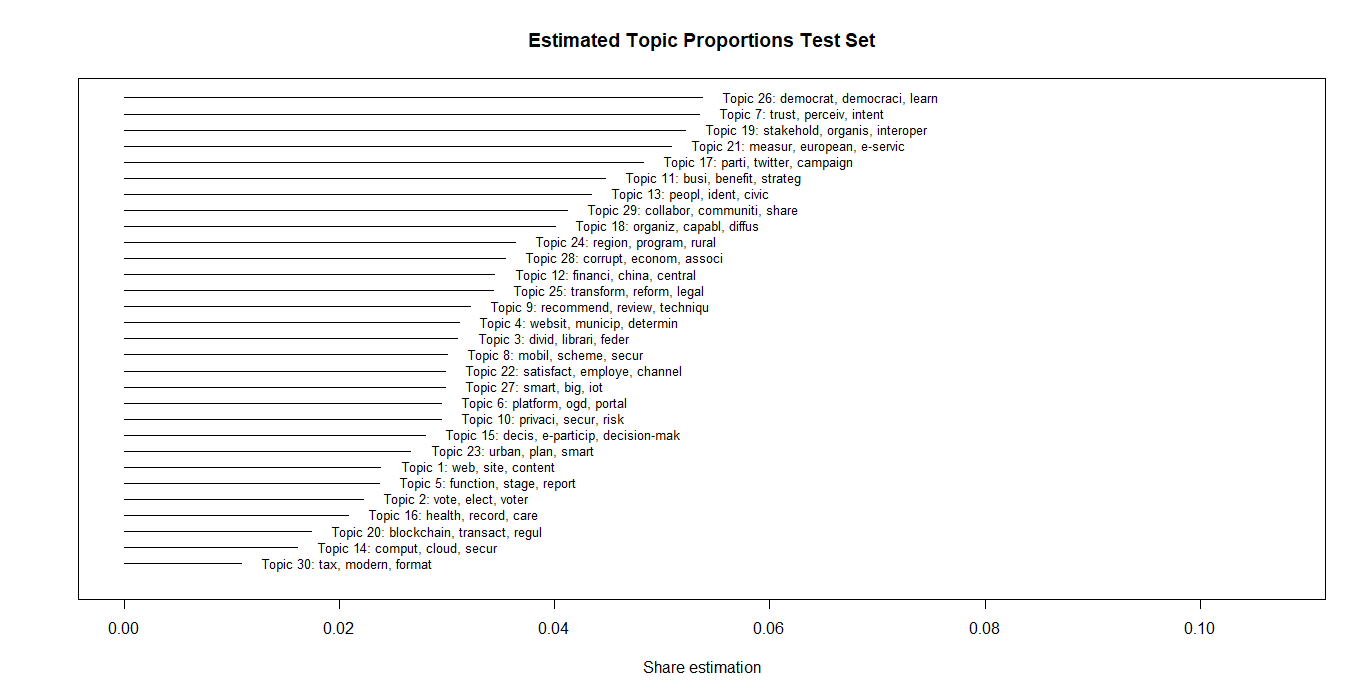 Estimated Topic Proportions Test Set
Topic 26: democrat, democraci, learn
Topic 7: trust, perceiv, intent
Topic 19: stakehold, organis, interoper
Topic 21: measur, european, e-servic
Topic 17: parti, twitter, campaign
Topic 11: busi, benefit, strateg
Topic 13: peopl, ident, civic
Topic 29: collabor, communiti, share
Topic 18: organiz, capabl, diffus
Topic 24: region, program, rural
Topic 28: corrupt, econom, associ
Topic 12: financi, china, central
Topic 25: transform, reform, legal
Topic 9: recommend, review, techniqu
Topic 4: websit, municip, determin
Topic 3: divid, librari, feder
Topic 8: mobil, scheme, secur
Topic 22: satisfact, employe, channel
Topic 27: smart, big, iot
Topic 6: platform, ogd, portal
Topic 10: privaci, secur, risk
Topic 15: decis, e-particip, decision-mak
Topic 23: urban, plan, smart
Topic 1: web, site, content
Topic 5: function, stage, report
Topic 2: vote, elect, voter
Topic 16: health, record, care
Topic 20: blockchain, transact, regul
Topic 14: comput, cloud, secur
Topic 30: tax, modern, format
0.00 0.02 0.04 0.06 0.08 0.10
Share estimation